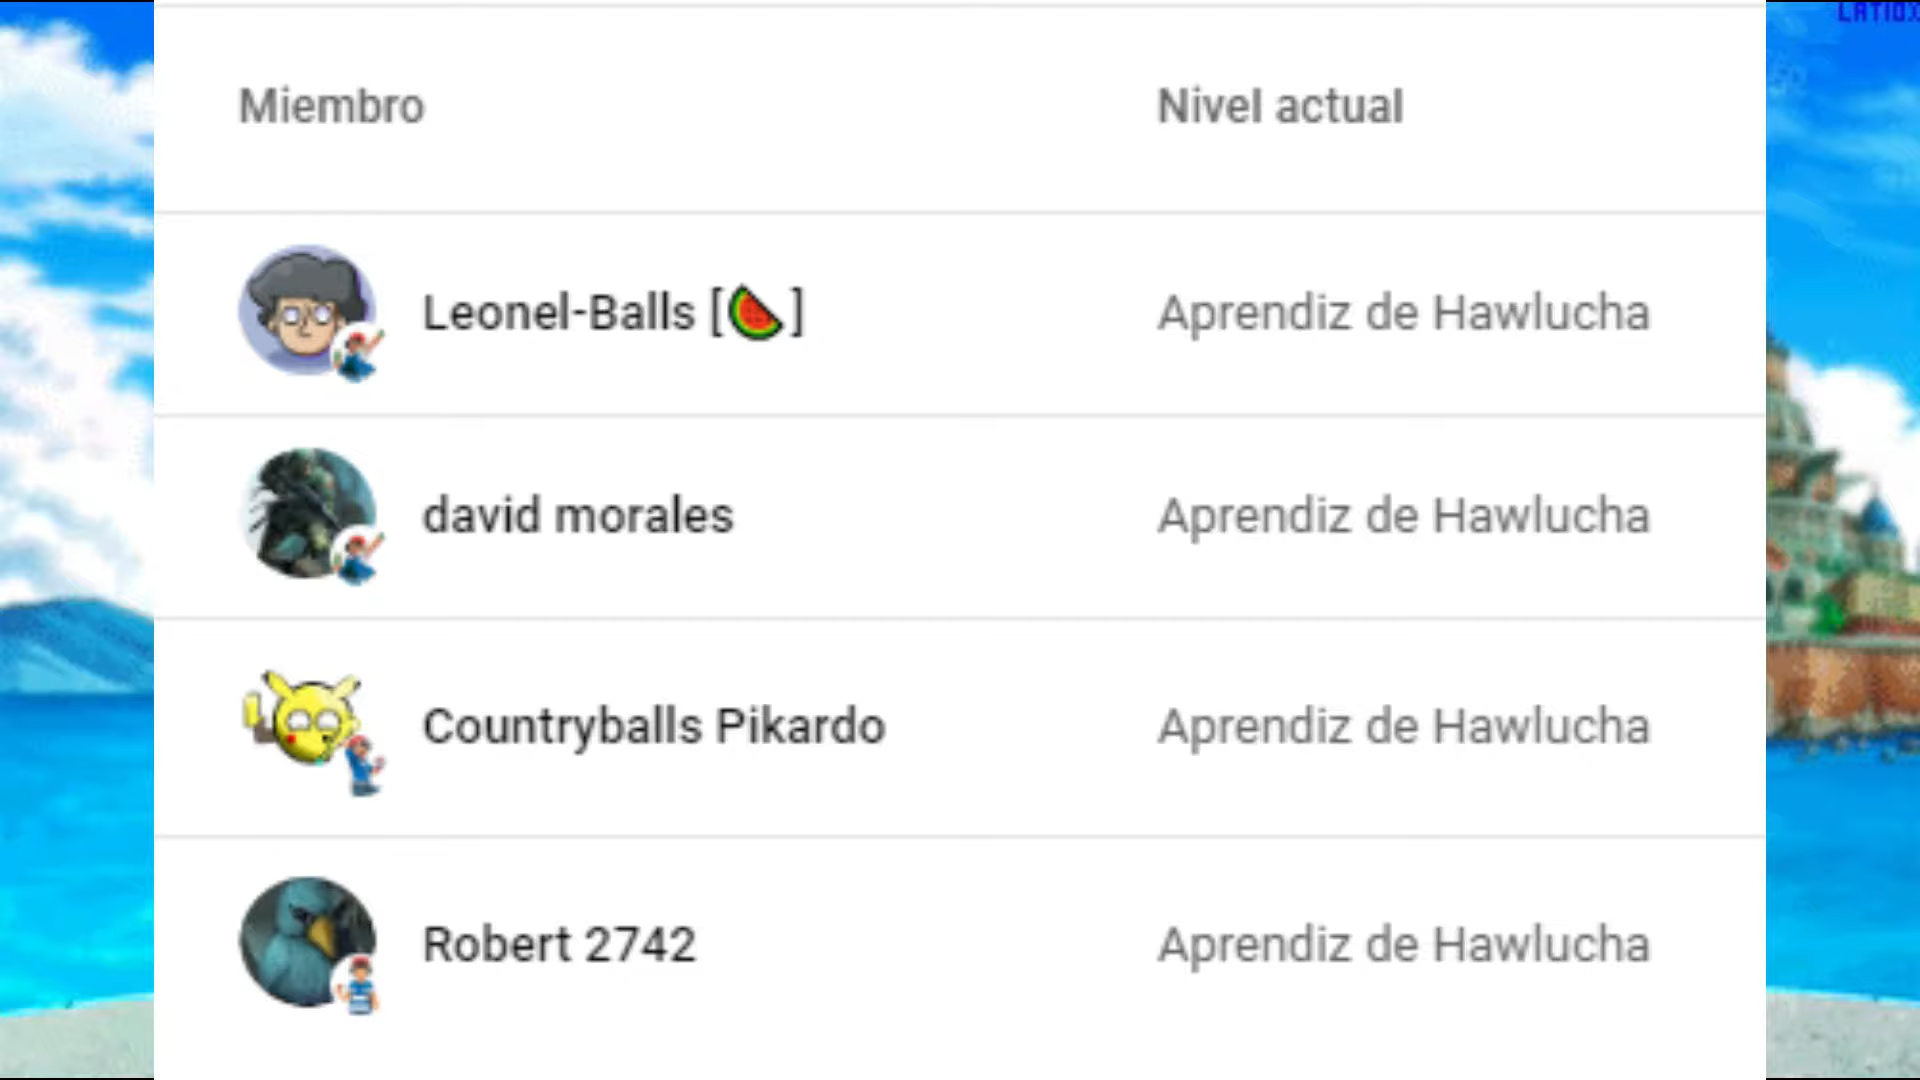 Miembro Nivel actual
Leonel-Balls [🍉] Aprendiz de Hawlucha
david morales Aprendiz de Hawlucha
Countryballs Pikardo Aprendiz de Hawlucha
Robert 2742 Aprendiz de Hawlucha